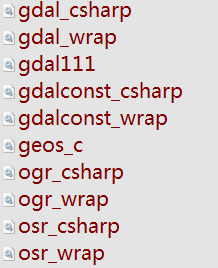 gdal_csharp
gdal_wrap
gdal111
gdalconst_csharp
gdalconst_wrap
geos_c
ogr_csharp
ogr_wrap
osr_csharp
osr_wrap